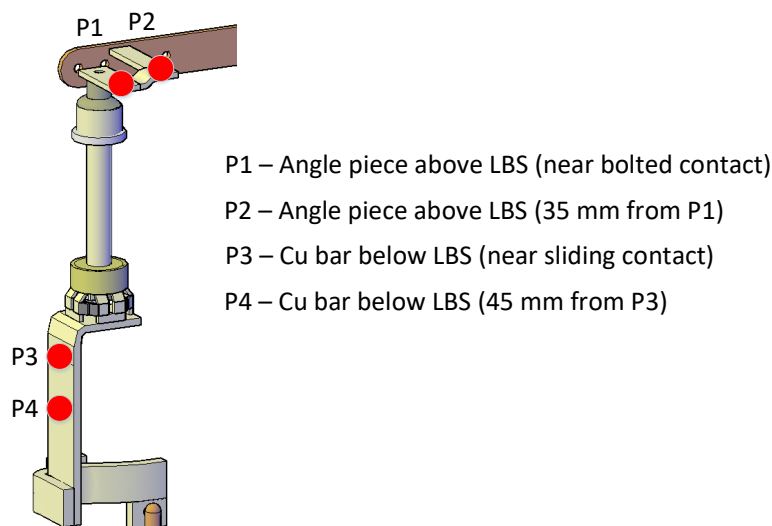 P1 P2
P1 – Angle piece above LBS (near bolted contact)
P2 – Angle piece above LBS (35 mm from P1)
P3 – Cu bar below LBS (near sliding contact)
P4 – Cu bar below LBS (45 mm from P3)
P3
P4